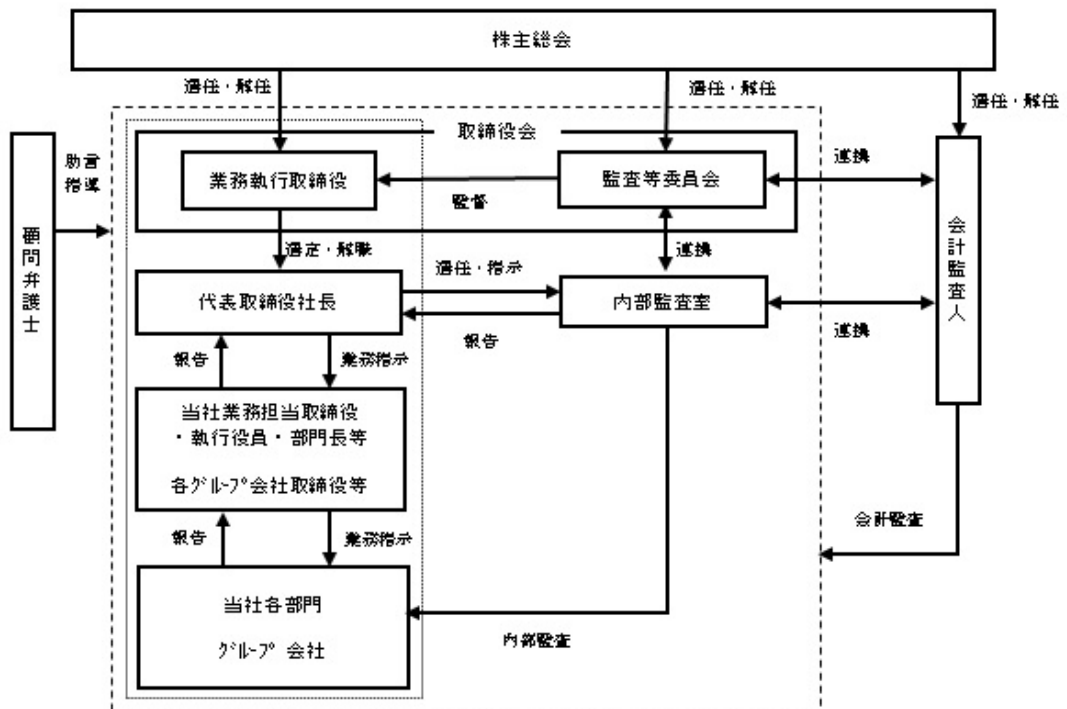 株主総会
選任・解任
選任・解任
選任・解任
取締役会
助言
指導
業務執行取締役
監査等委員会
連携
監督
顧問弁護士
会計監査人
選定・解職
連携
選任・指示
代表取締役社長
内部監査室
報告
連携
報告
業務指示
当社業務担当取締役
・執行役員・部門長等
各グループ会社取締役等
報告
業務指示
会計監査
当社各部門
グループ会社
内部監査